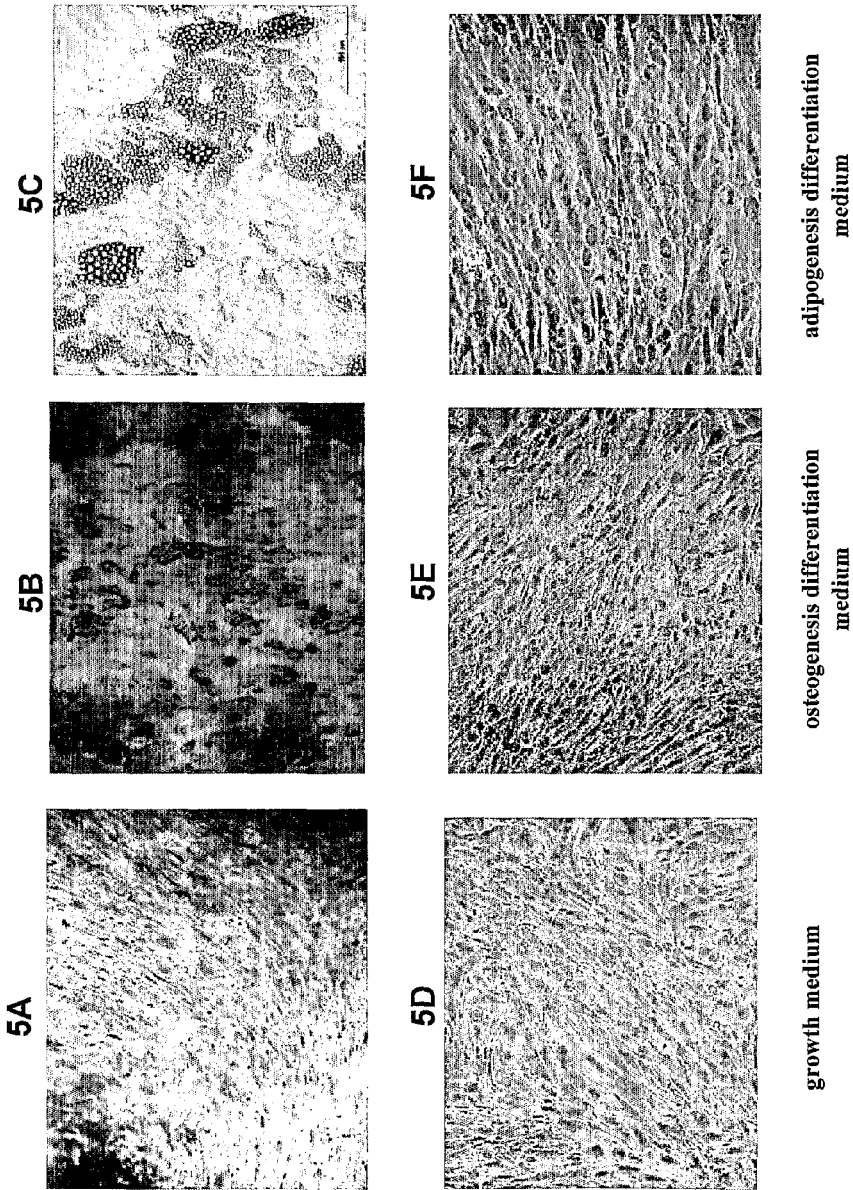 5A
5B
5C
5D
5E
5F
growth medium
osteogenesis differentiation
medium
adipogenesis differentiation
medium